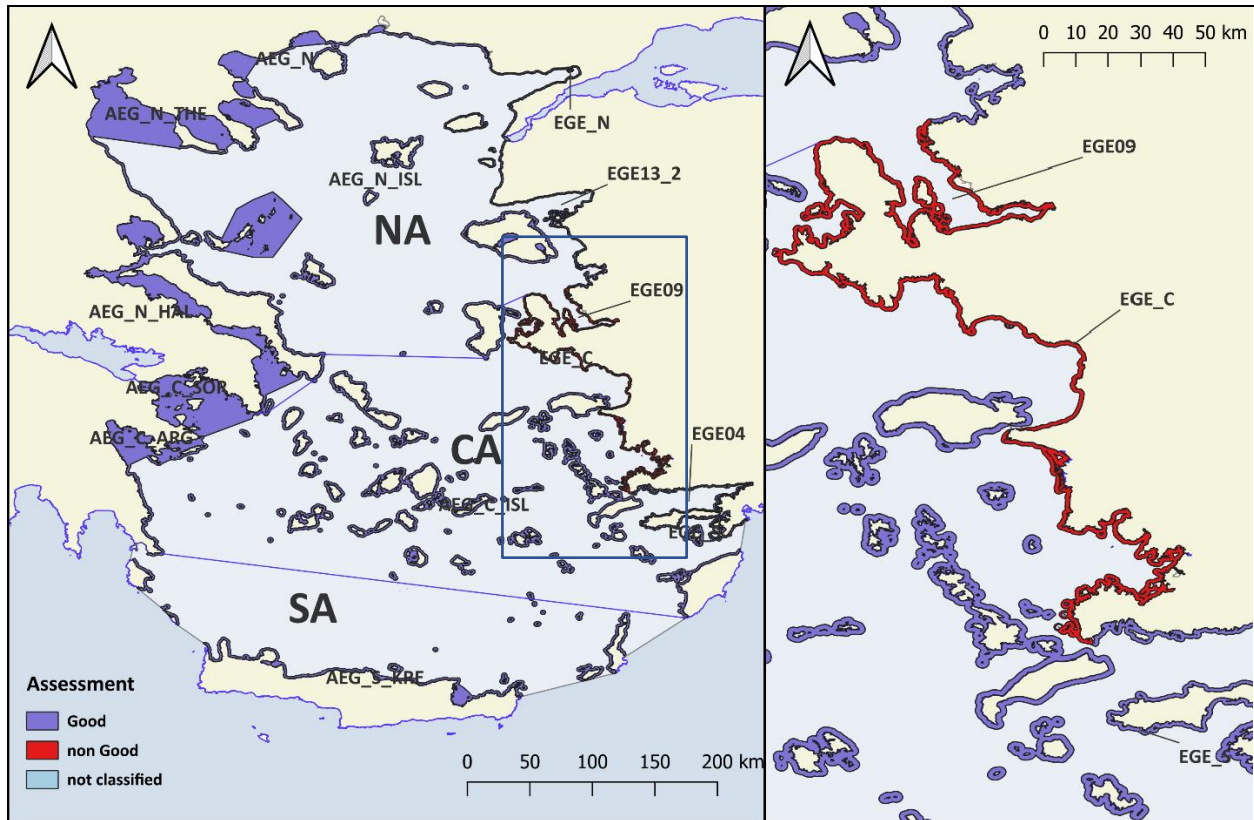 AEG_N
AEG_N_THE
EGE_N
AEG_N_ISL
EGE13_2
NA
EGE09
AEG_N_HAL
EGE_C
AEG_C_SOR
AEG_C_ARG
EGE04
CA
AEG_C_ISL
SA
AEG_S_KRE
Assessment
Good
non Good
not classified
0 50 100 150 200 km
0 10 20 30 40 50 km
EGE09
EGE_C
EGE_S